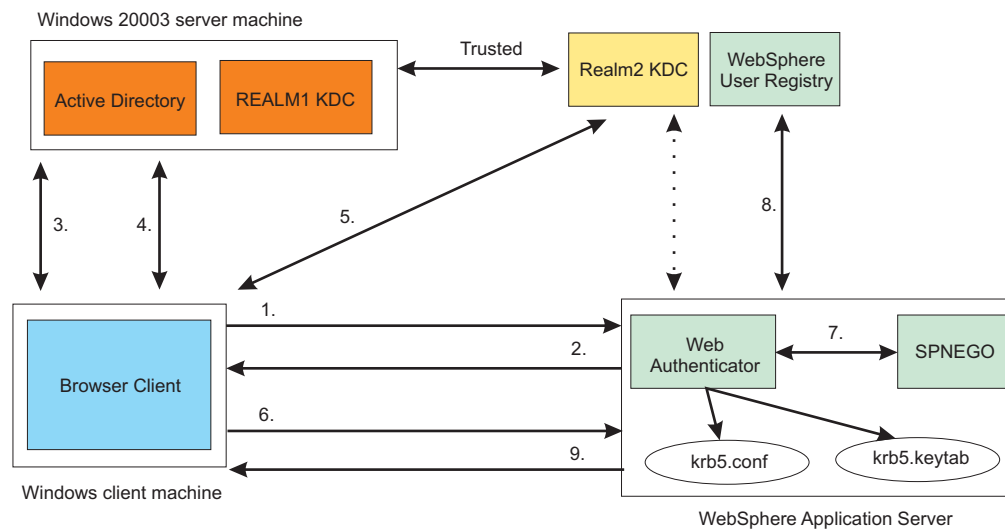 Windows 20003 server machine
Active Directory
REALM1 KDC
Trusted
Realm2 KDC
WebSphere
User Registry
3.
4.
5.
8.
1.
2.
6.
9.
Browser Client
Windows client machine
Web
Authenticator
7.
SPNEGO
krb5.conf
krb5.keytab
WebSphere Application Server